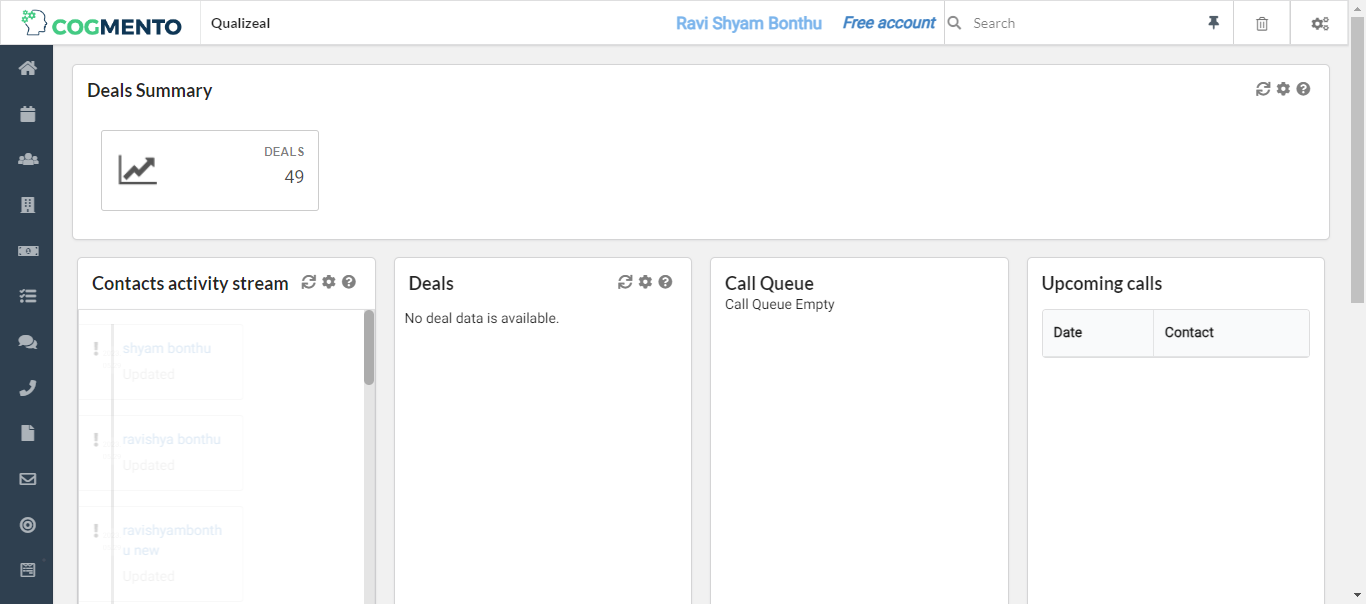 COGMENTO
Qualizeal
Ravi Shyam Bonthu
Free account
Search
Deals Summary
DEALS
49
Contacts activity stream
shyam bonthu
Updated
ravishya bonthu
Updated
ravishyambonth
u new
Updated
Deals
No deal data is available.
Call Queue
Call Queue Empty
Upcoming calls
Date Contact